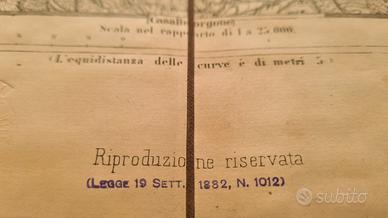 (Casalborgone)
Scala nel rapporto di 1 a 25 000.
(L'equidistanza delle curve è di metri 5)
Riproduzione riservata
(LEGGE 19 SETT. 1882, N. 1012)
subito